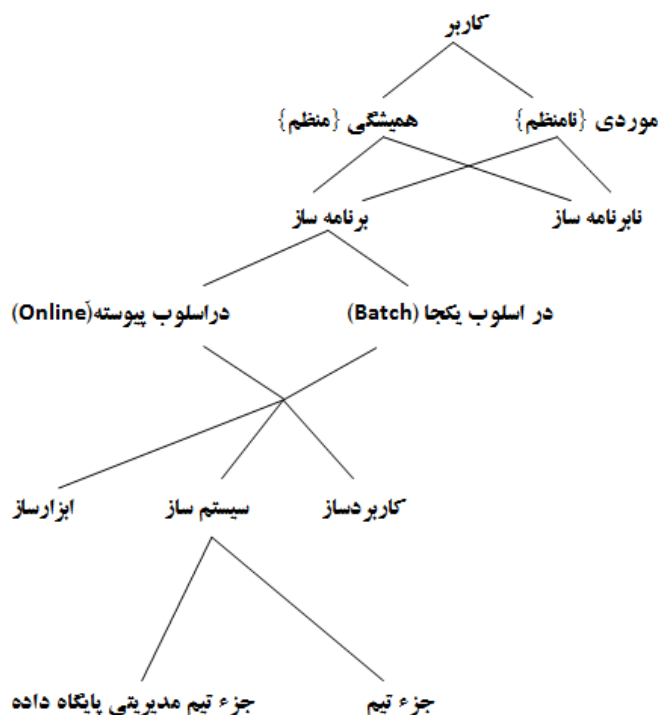 کاربر
موردی {نامنظم} همیشگی {منظم}
نابرنامه ساز برنامه ساز
در اسلوب یکجا (Batch) دراسلوب پیوسته(Online)
کاربردساز سیستم ساز ابزارساز
جزء تیم جزء تیم مدیریتی پایگاه داده